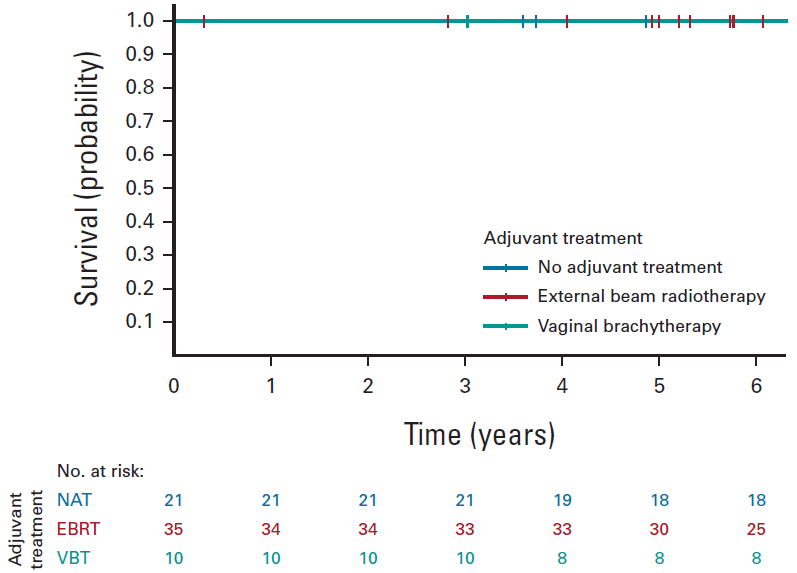 1.0
0.9
0.8
0.7
0.6
0.5
0.4
0.3
0.2
0.1
Survival (probability)
Adjuvant treatment
No adjuvant treatment
External beam radiotherapy
Vaginal brachytherapy
0 1 2 3 4 5 6
Time (years)
No. at risk:
Adjuvant
treatment
NAT 21 21 21 21 19 18 18
EBRT 35 34 34 33 33 30 25
VBT 10 10 10 10 8 8 8